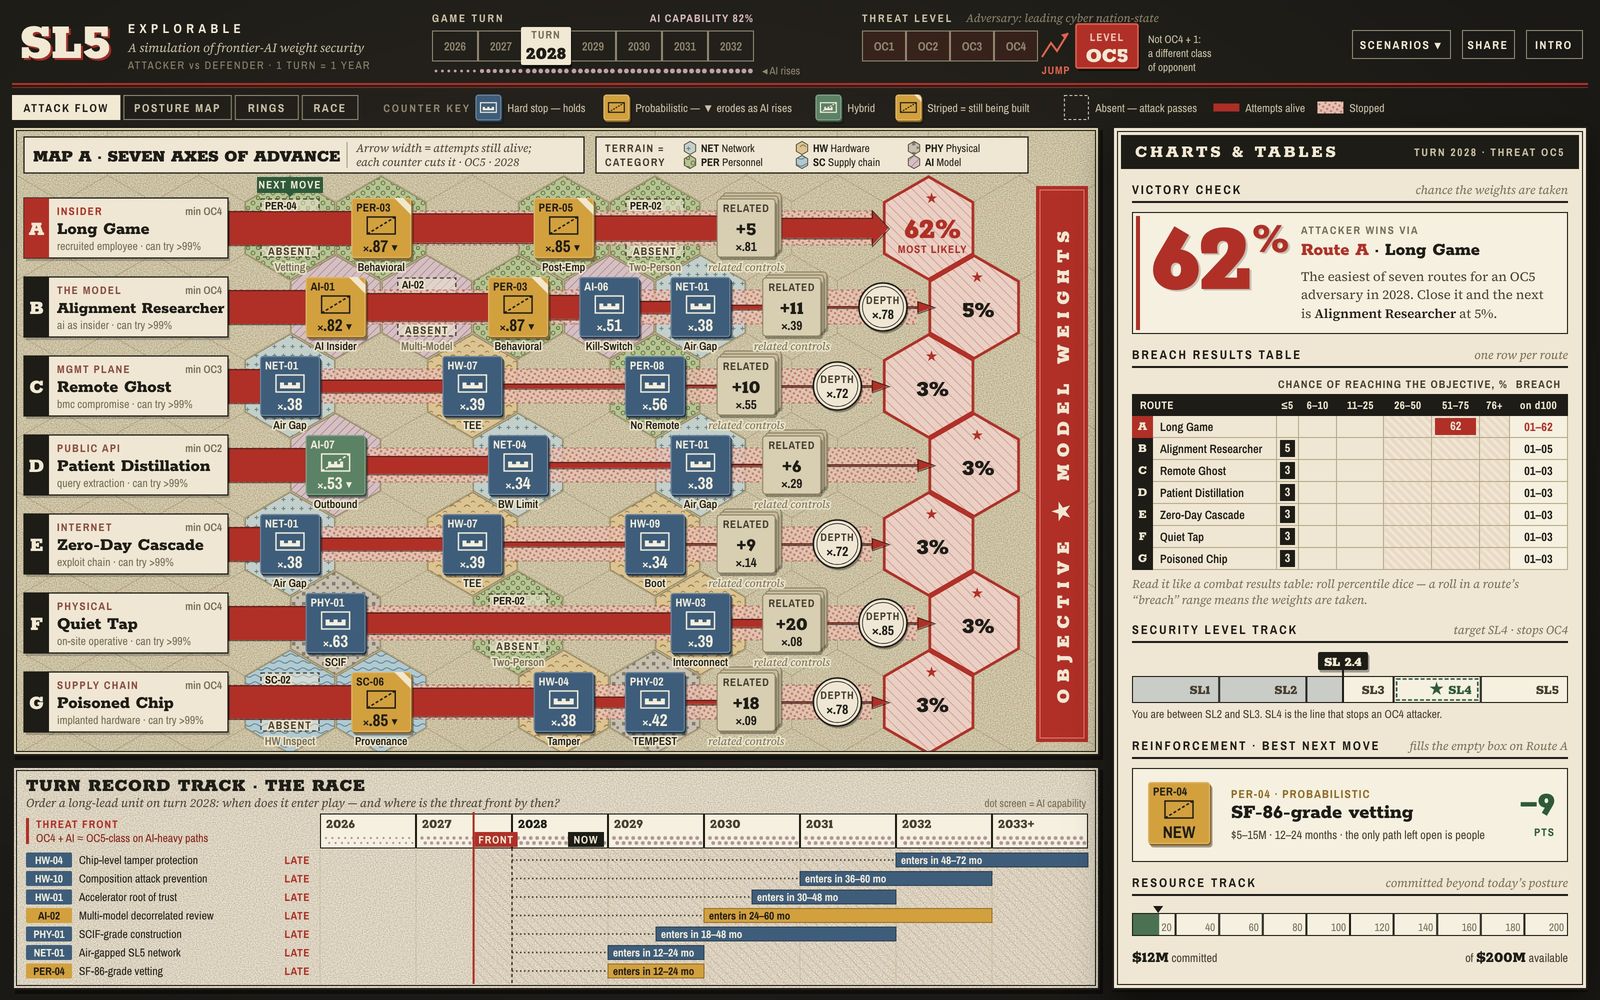 SL5
EXPLORABLE
A simulation of frontier-AI weight security
ATTACKER vs DEFENDER · 1 TURN = 1 YEAR
GAME TURN
AI CAPABILITY 82%
2026 2027 TURN 2028 2029 2030 2031 2032
◂ AI rises
THREAT LEVEL Adversary: leading cyber nation-state
OC1 OC2 OC3 OC4 JUMP LEVEL OC5
Not OC4 + 1:
a different class
of opponent
SCENARIOS ▾ SHARE INTRO
ATTACK FLOW POSTURE MAP RINGS RACE
COUNTER KEY Hard stop — holds Probabilistic — ▼ erodes as AI rises Hybrid Striped = still being built Absent — attack passes Attempts alive Stopped
MAP A · SEVEN AXES OF ADVANCE
Arrow width = attempts still alive;
each counter cuts it · OC5 · 2028
TERRAIN =
CATEGORY
NET Network HW Hardware PHY Physical
PER Personnel SC Supply chain AI Model
NEXT MOVE
A
INSIDER min OC4
Long Game
recruited employee · can try >99%
PER-04 ABSENT Vetting
PER-03 ×.87 ▼ Behavioral
PER-05 ×.85 ▼ Post-Emp
PER-02 ABSENT Two-Person
RELATED +5 ×.81 related controls
62%
MOST LIKELY
B
THE MODEL min OC4
Alignment Researcher
ai as insider · can try >99%
AI-01 ×.82 ▼ AI Insider
AI-02 ABSENT Multi-Model
PER-03 ×.87 ▼ Behavioral
AI-06 ×.51 Kill-Switch
NET-01 ×.38 Air Gap
RELATED +11 ×.39 related controls
DEPTH ×.78
5%
C
MGMT PLANE min OC3
Remote Ghost
bmc compromise · can try >99%
NET-01 ×.38 Air Gap
HW-07 ×.39 TEE
PER-08 ×.56 No Remote
RELATED +10 ×.55 related controls
DEPTH ×.72
3%
D
PUBLIC API min OC2
Patient Distillation
query extraction · can try >99%
AI-07 ×.53 ▼ Outbound
NET-04 ×.34 BW Limit
NET-01 ×.38 Air Gap
RELATED +6 ×.29 related controls
3%
E
INTERNET min OC4
Zero-Day Cascade
exploit chain · can try >99%
NET-01 ×.38 Air Gap
HW-07 ×.39 TEE
HW-09 ×.34 Boot
RELATED +9 ×.14 related controls
DEPTH ×.72
3%
F
PHYSICAL min OC4
Quiet Tap
on-site operative · can try >99%
PHY-01 ×.63 SCIF
PER-02 ABSENT Two-Person
HW-03 ×.39 Interconnect
RELATED +20 ×.08 related controls
DEPTH ×.85
3%
G
SUPPLY CHAIN min OC4
Poisoned Chip
implanted hardware · can try >99%
SC-02 ABSENT HW Inspect
SC-06 ×.85 ▼ Provenance
HW-04 ×.38 Tamper
PHY-02 ×.42 TEMPEST
RELATED +18 ×.09 related controls
DEPTH ×.78
3%
OBJECTIVE ★ MODEL WEIGHTS
TURN RECORD TRACK · THE RACE
Order a long-lead unit on turn 2028: when does it enter play — and where is the threat front by then?
dot screen = AI capability
THREAT FRONT
OC4 + AI ≈ OC5-class on AI-heavy paths
2026 2027 2028 2029 2030 2031 2032 2033+
FRONT NOW
HW-04 Chip-level tamper protection LATE enters in 48–72 mo
HW-10 Composition attack prevention LATE enters in 36–60 mo
HW-01 Accelerator root of trust LATE enters in 30–48 mo
AI-02 Multi-model decorrelated review LATE enters in 24–60 mo
PHY-01 SCIF-grade construction LATE enters in 18–48 mo
NET-01 Air-gapped SL5 network LATE enters in 12–24 mo
PER-04 SF-86-grade vetting LATE enters in 12–24 mo
CHARTS & TABLES TURN 2028 · THREAT OC5
VICTORY CHECK chance the weights are taken
62%
ATTACKER WINS VIA
Route A · Long Game
The easiest of seven routes for an OC5
adversary in 2028. Close it and the next
is Alignment Researcher at 5%.
BREACH RESULTS TABLE one row per route
CHANCE OF REACHING THE OBJECTIVE, % BREACH
ROUTE ≤5 6–10 11–25 26–50 51–75 76+ on d100
A Long Game 62 01–62
B Alignment Researcher 5 01–05
C Remote Ghost 3 01–03
D Patient Distillation 3 01–03
E Zero-Day Cascade 3 01–03
F Quiet Tap 3 01–03
G Poisoned Chip 3 01–03
Read it like a combat results table: roll percentile dice — a roll in a route’s
“breach” range means the weights are taken.
SECURITY LEVEL TRACK target SL4 · stops OC4
SL 2.4
SL1 SL2 SL3 ★ SL4 SL5
You are between SL2 and SL3. SL4 is the line that stops an OC4 attacker.
REINFORCEMENT · BEST NEXT MOVE fills the empty box on Route A
PER-04 NEW
PER-04 · PROBABILISTIC
SF-86-grade vetting
$5–15M · 12–24 months · the only path left open is people
−9
PTS
RESOURCE TRACK committed beyond today’s posture
20 40 60 80 100 120 140 160 180 200
$12M committed of $200M available